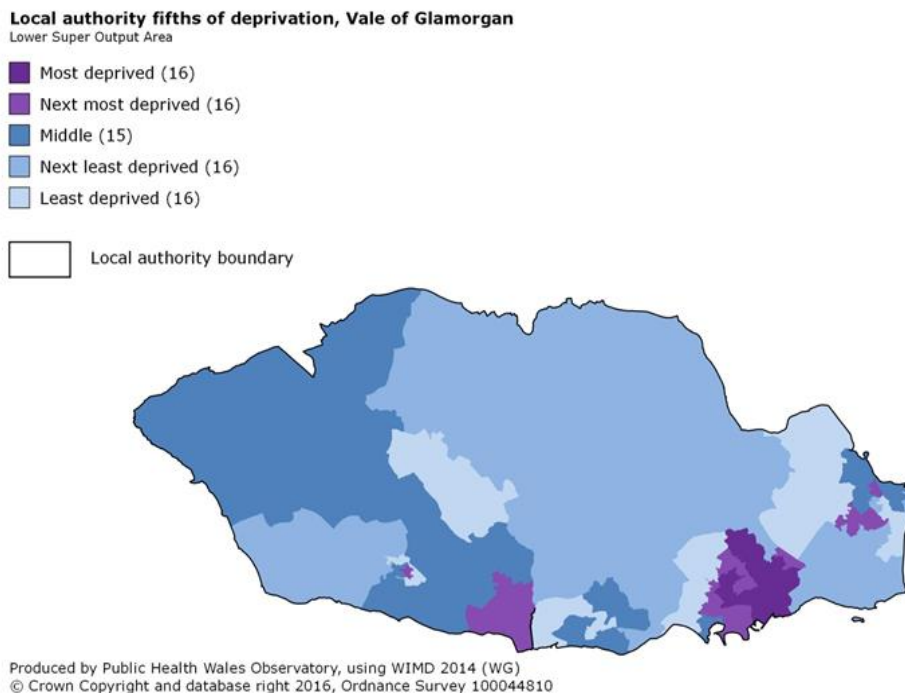 Local authority fifths of deprivation, Vale of Glamorgan
Lower Super Output Area
Most deprived (16)
Next most deprived (16)
Middle (15)
Next least deprived (16)
Least deprived (16)
Local authority boundary
Produced by Public Health Wales Observatory, using WIMD 2014 (WG)
© Crown Copyright and database right 2016, Ordnance Survey 100044810